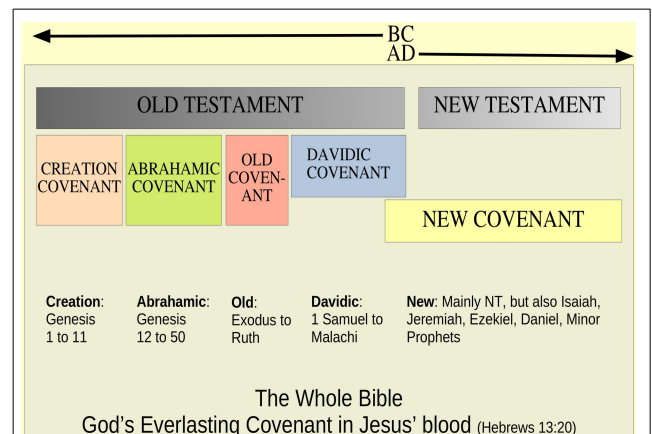 BC
AD
OLD TESTAMENT
NEW TESTAMENT
CREATION
COVENANT
ABRAHAMIC
COVENANT
OLD
COVEN-
ANT
DAVIDIC
COVENANT
NEW COVENANT
Creation:
Genesis
1 to 11
Abrahamic:
Genesis
12 to 50
Old:
Exodus to
Ruth
Davidic:
1 Samuel to
Malachi
New: Mainly NT, but also Isaiah,
Jeremiah, Ezekiel, Daniel, Minor
Prophets
The Whole Bible
God's Everlasting Covenant in Jesus' blood (Hebrews 13:20)